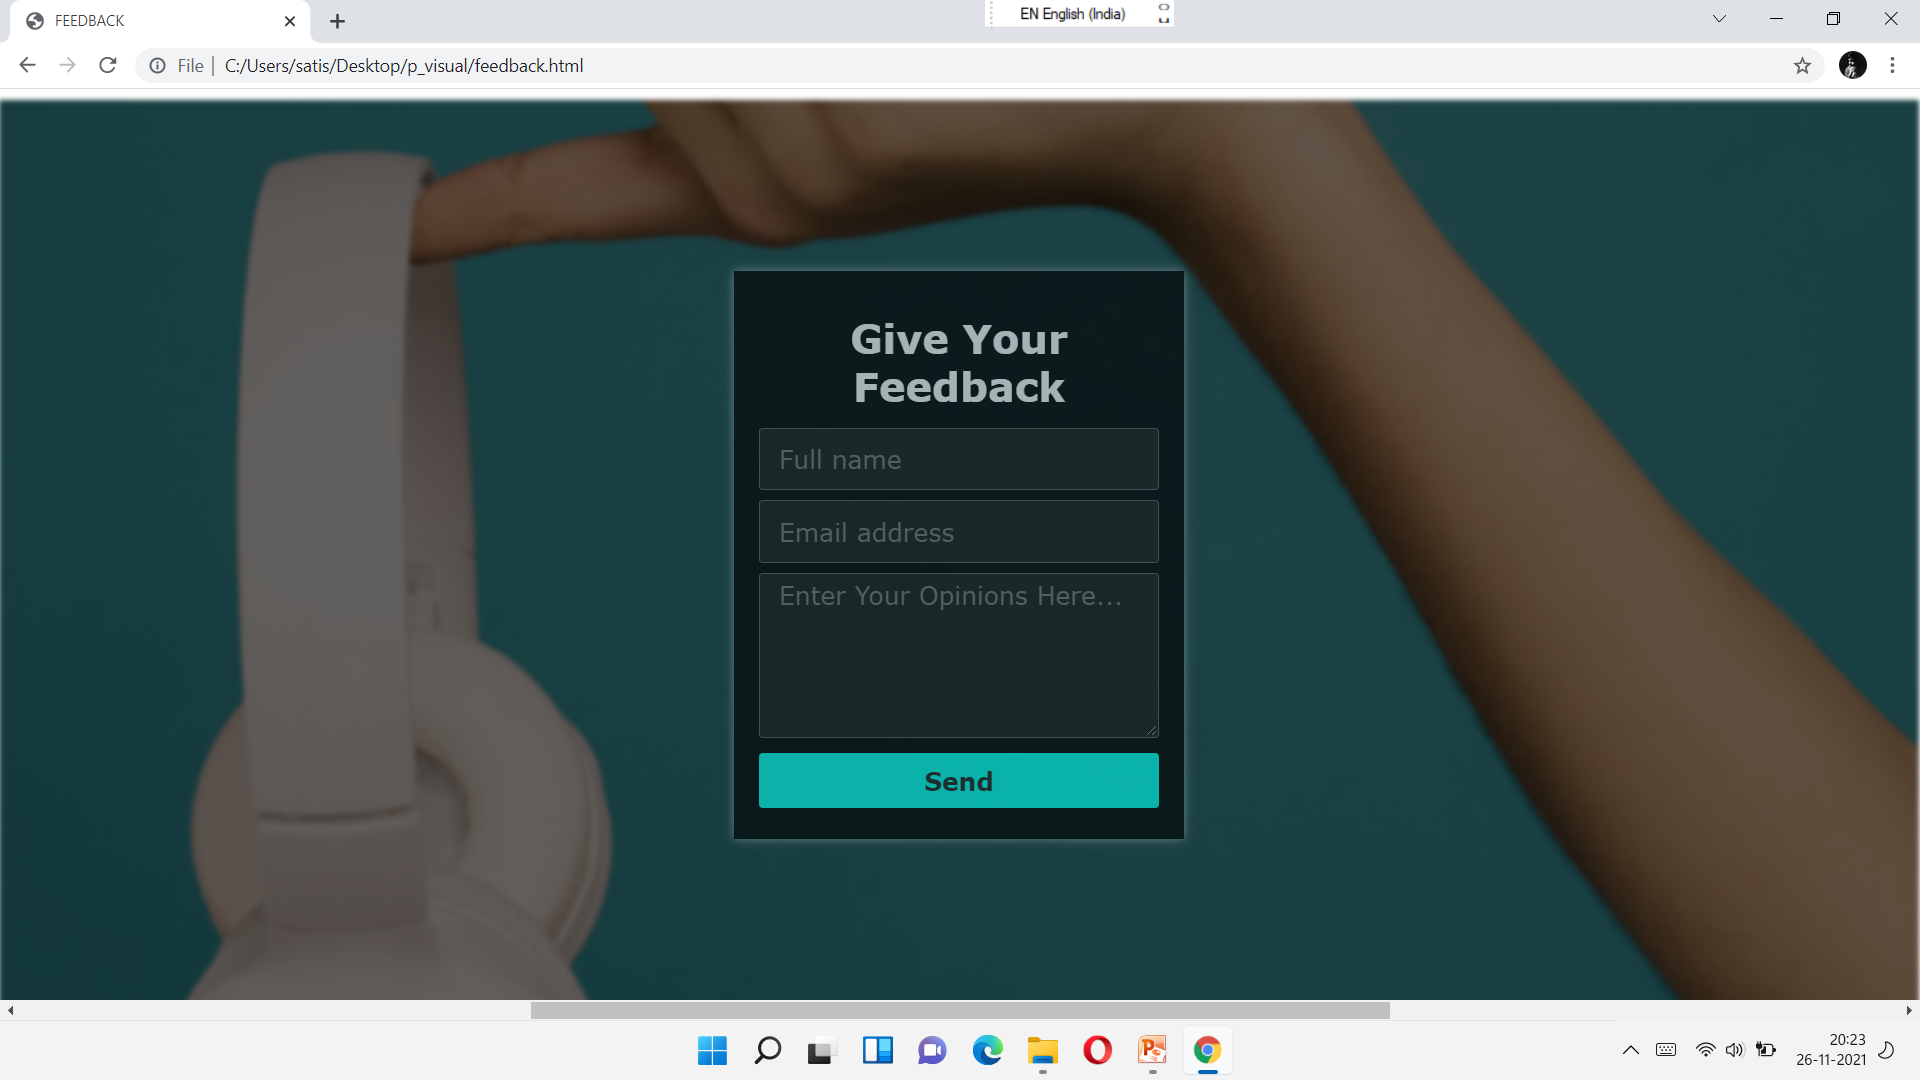 FEEDBACK
EN English (India)
File
C:/Users/satis/Desktop/p_visual/feedback.html
Give Your
Feedback
Full name
Email address
Enter Your Opinions Here...
Send
20:23
26-11-2021